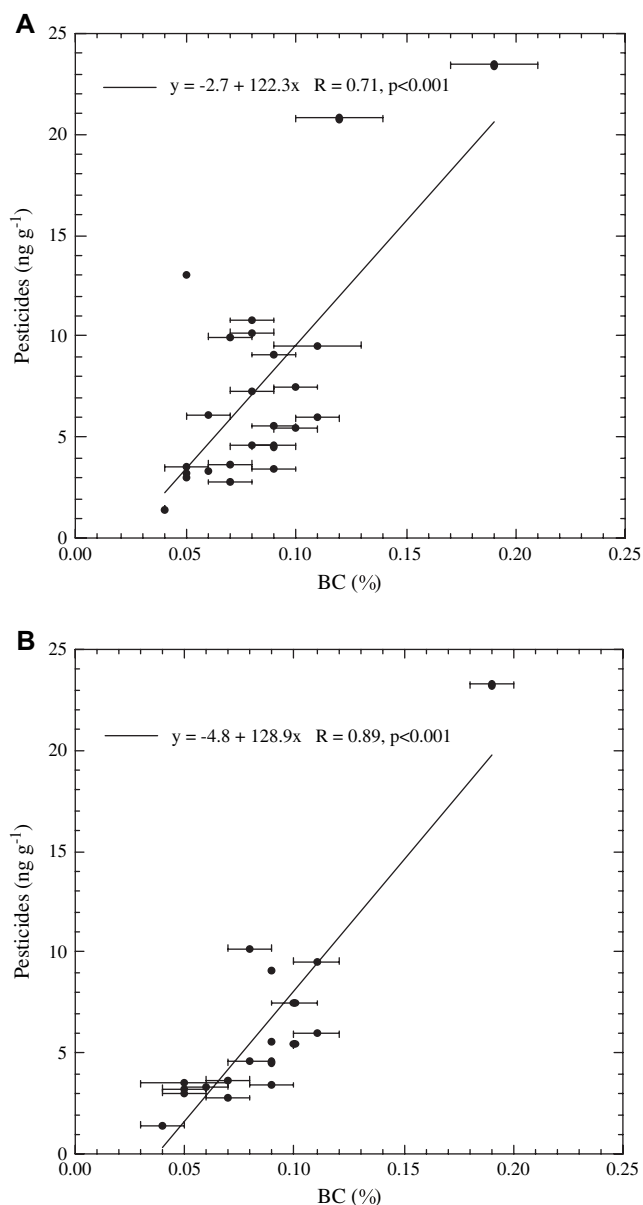 A
y = -2.7 + 122.3x R = 0.71, p<0.001
25
20
15
10
5
0
Pesticides (ng g⁻¹)
0.00 0.05 0.10 0.15 0.20 0.25
BC (%)
B
y = -4.8 + 128.9x R = 0.89, p<0.001
25
20
15
10
5
0
Pesticides (ng g⁻¹)
0.00 0.05 0.10 0.15 0.20 0.25
BC (%)